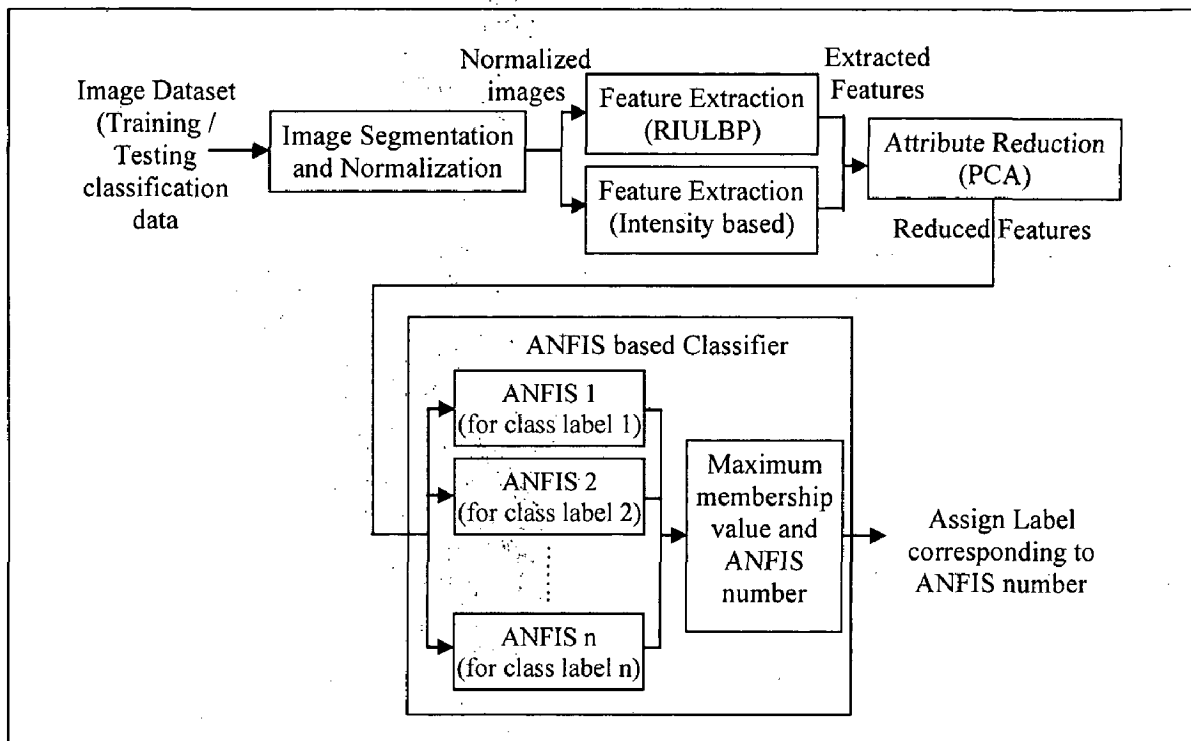 Image Dataset
(Training /
Testing
classification
data
Image Segmentation
and Normalization
Normalized
images
Feature Extraction
(RIULBP)
Feature Extraction
(Intensity based)
Extracted
Features
Attribute Reduction
(PCA)
Reduced Features
ANFIS based Classifier
ANFIS 1
(for class label 1)
ANFIS 2
(for class label 2)
ANFIS n
(for class label n)
Maximum
membership
value and
ANFIS
number
Assign Label
corresponding to
ANFIS number